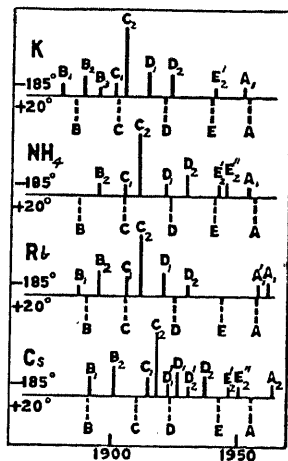 C₂
K B₁ B₂ B₃ C₁ D₁ D₂ E₂′ A₁
-185°
+20°
B C D E A
C₂
NH₄ B₂ C₁ D₁ D₂ E₂′ E₂″ A₁
-185°
+20°
B C D E A
C₂
Rb B₁ B₂ C₁ D₁ D₂ A₁′ A₁
-185°
+20°
B C D E A
C₂
Cs B₁ B₂ C₁ D₁ D₁′ D₂′ D₂ E₂′ E₂″ A₂
-185°
+20°
B C D E A
1900 1950